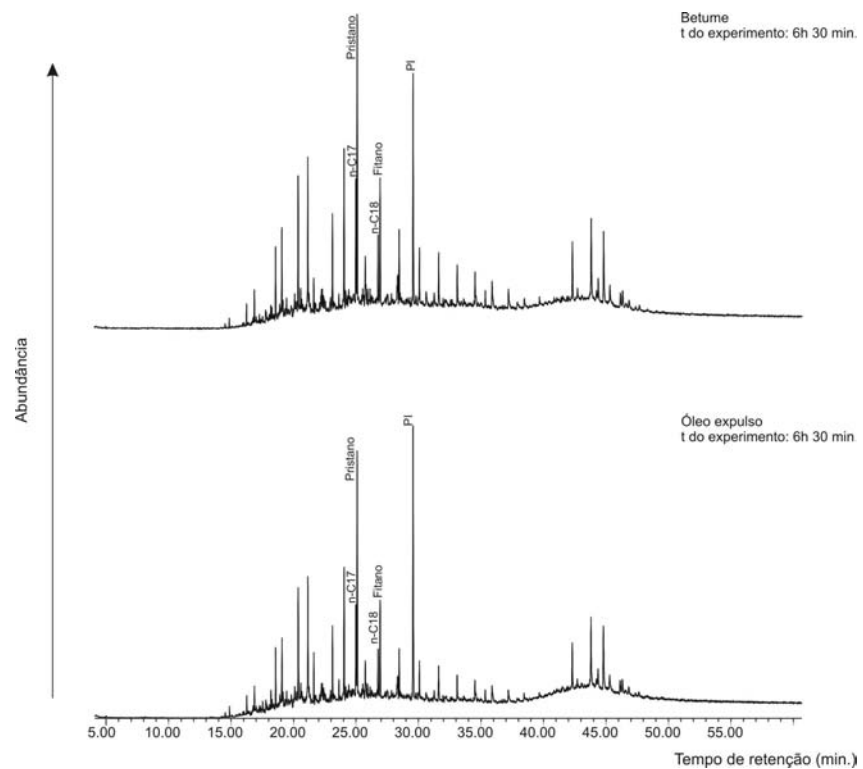 Betume
t do experimento: 6h 30 min.
Pristano
n-C17
Fitano
n-C18
PI
Abundância
Óleo expulso
t do experimento: 6h 30 min.
Pristano
n-C17
Fitano
n-C18
PI
5.00 10.00 15.00 20.00 25.00 30.00 35.00 40.00 45.00 50.00 55.00
Tempo de retenção (min.)